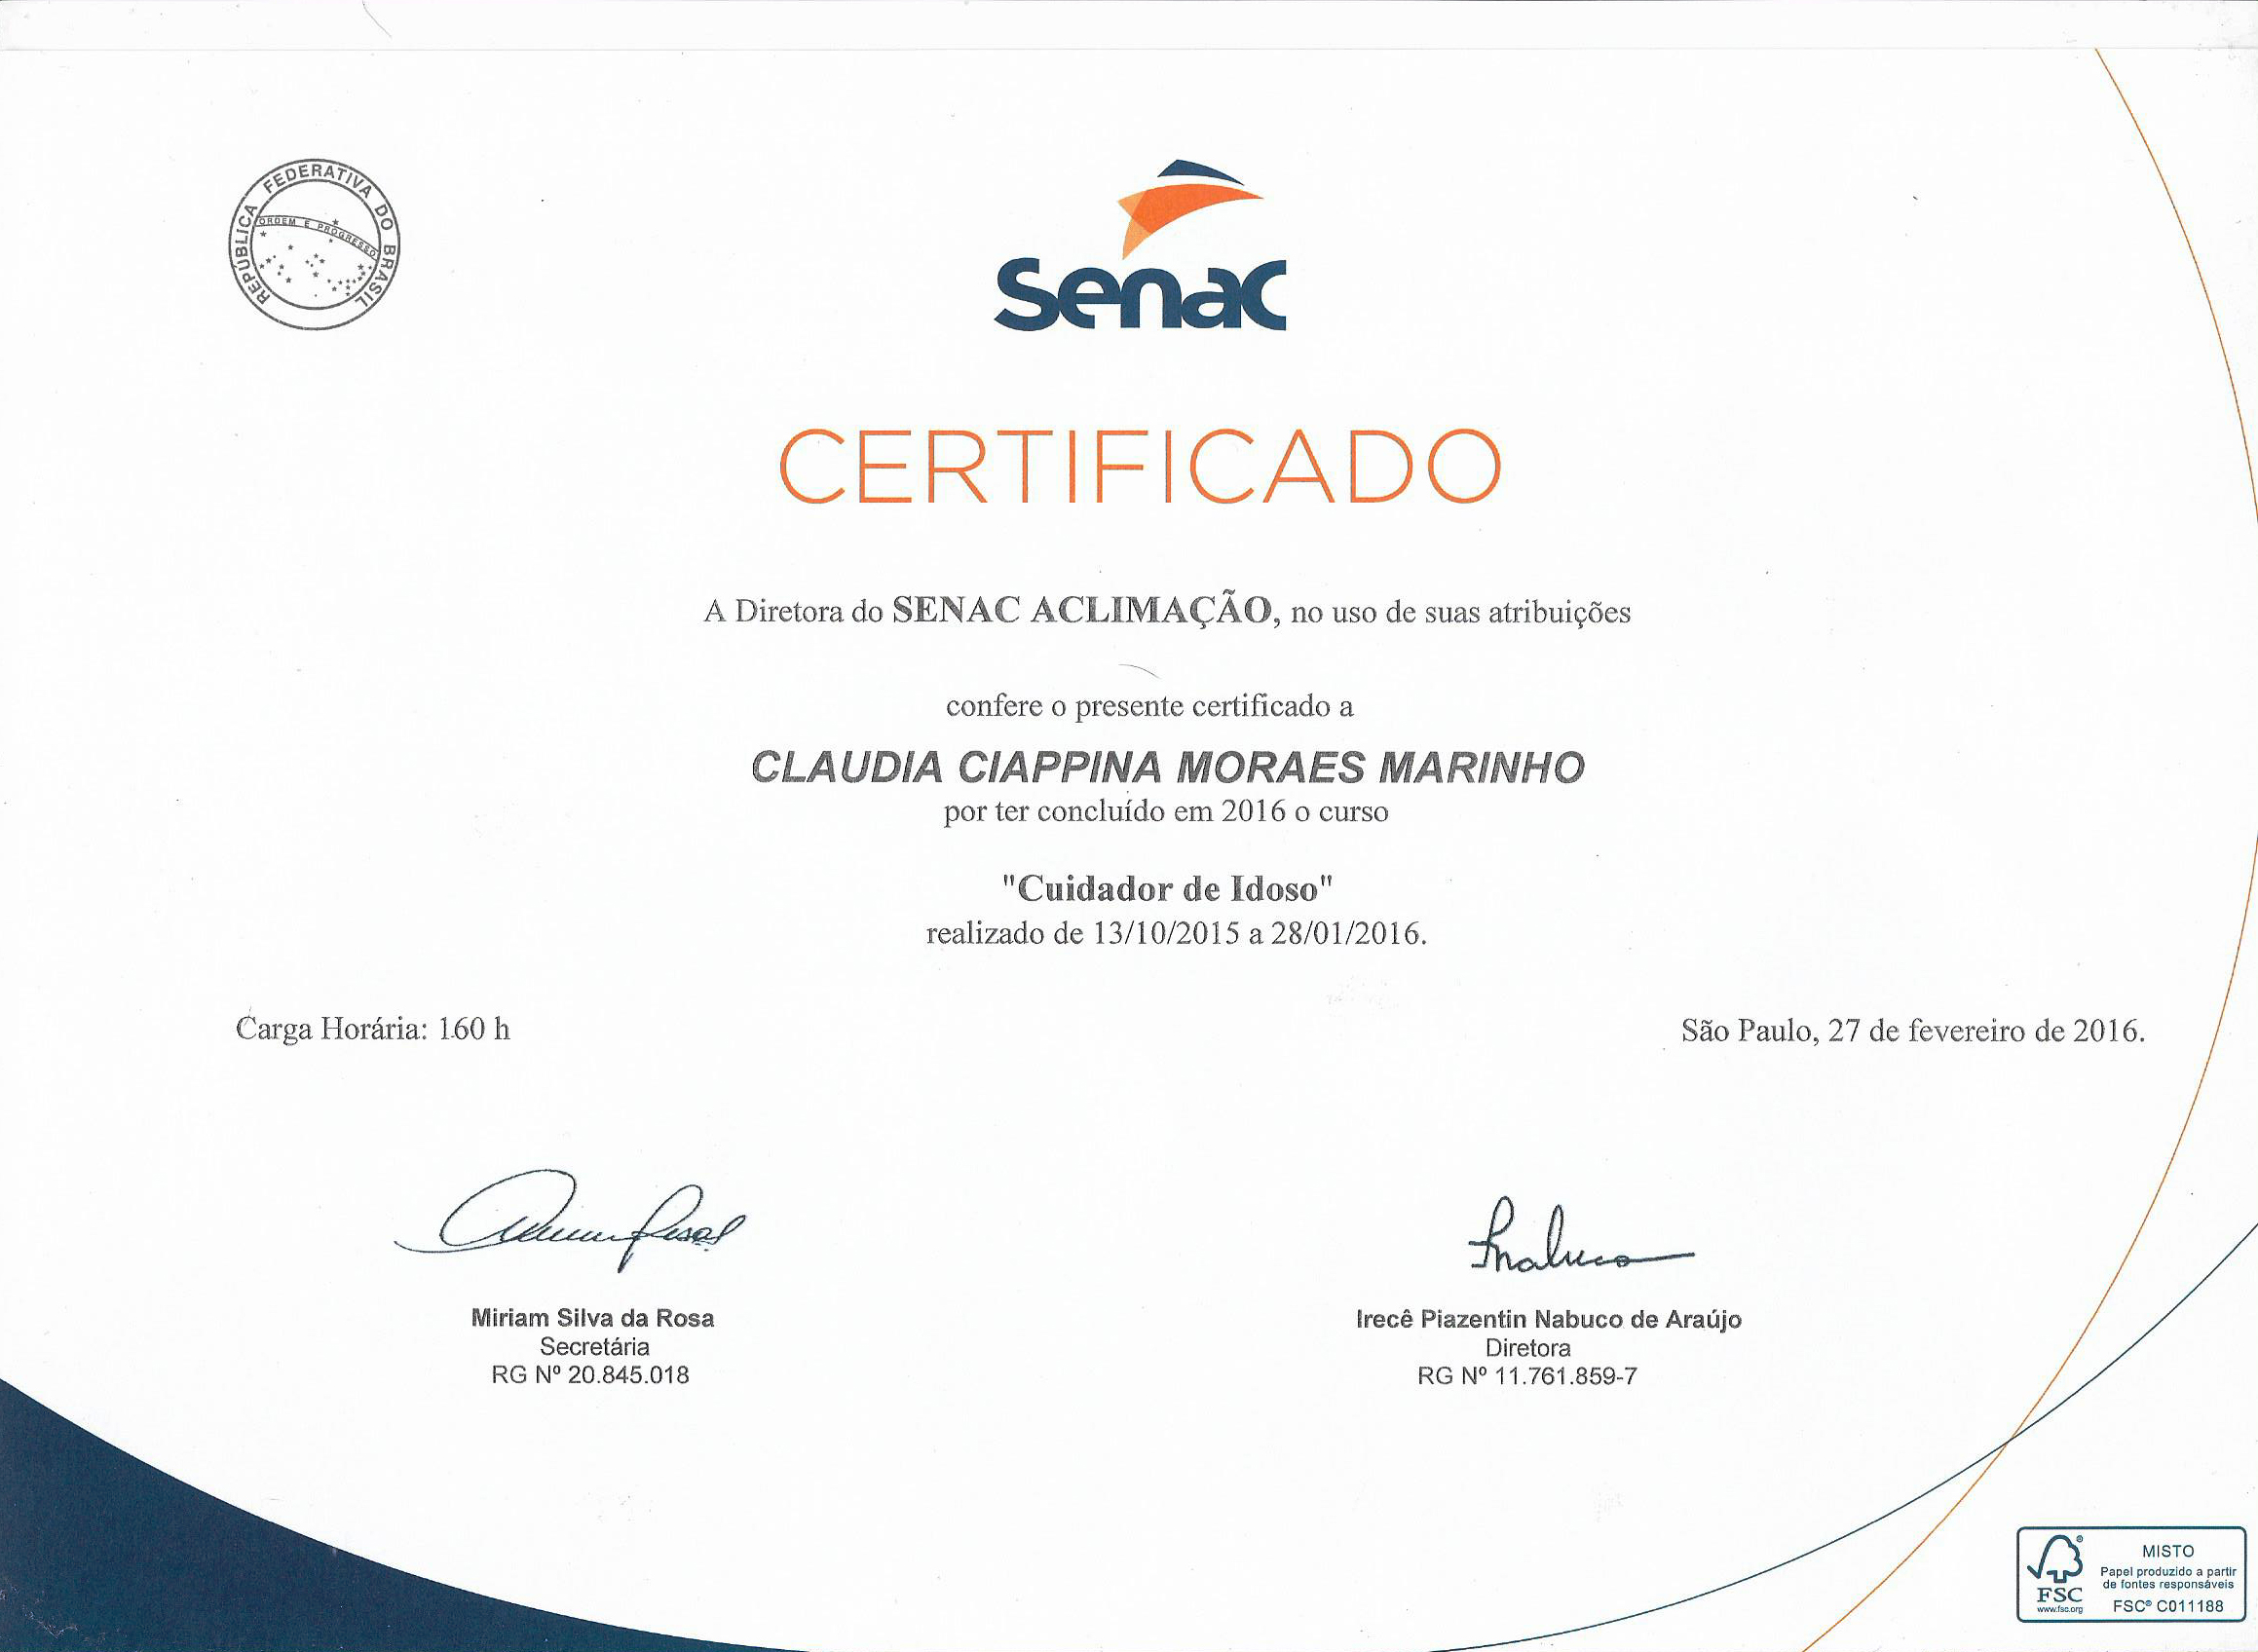 REPÚBLICA FEDERATIVA DO BRASIL
ORDEM E PROGRESSO
Senac
CERTIFICADO
A Diretora do SENAC ACLIMAÇÃO, no uso de suas atribuições
confere o presente certificado a
CLAUDIA CIAPPINA MORAES MARINHO
por ter concluído em 2016 o curso
"Cuidador de Idoso"
realizado de 13/10/2015 a 28/01/2016.
Carga Horária: 160 h
São Paulo, 27 de fevereiro de 2016.
Miriam Silva da Rosa
Secretária
RG Nº 20.845.018
Irecê Piazentin Nabuco de Araújo
Diretora
RG Nº 11.761.859-7
FSC
www.fsc.org
MISTO
Papel produzido a partir
de fontes responsáveis
FSC® C011188